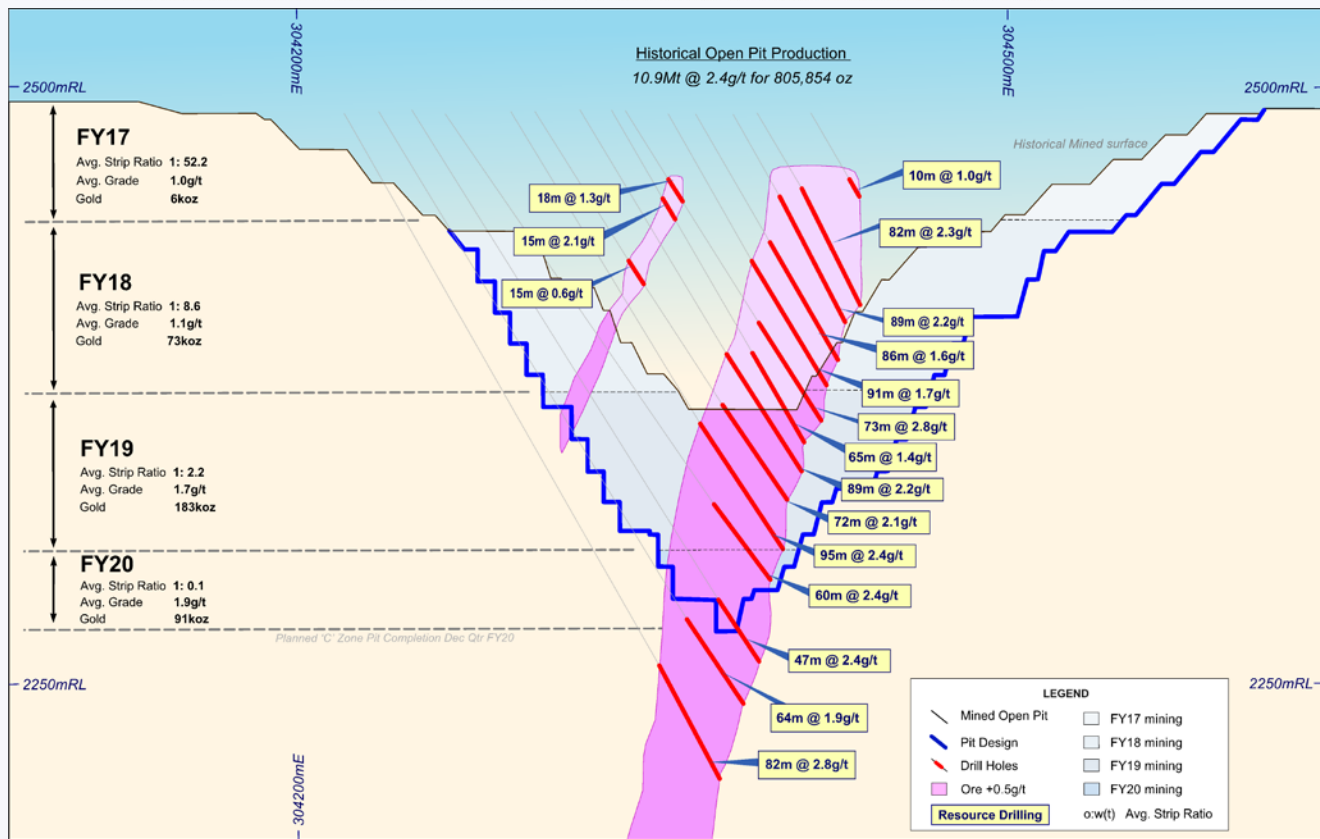 Historical Open Pit Production
10.9Mt @ 2.4g/t for 805,854 oz
304200mE
304500mE
2500mRL
2500mRL
Historical Mined surface
FY17
Avg. Strip Ratio 1: 52.2
Avg. Grade 1.0g/t
Gold 6koz
FY18
Avg. Strip Ratio 1: 8.6
Avg. Grade 1.1g/t
Gold 73koz
FY19
Avg. Strip Ratio 1: 2.2
Avg. Grade 1.7g/t
Gold 183koz
FY20
Avg. Strip Ratio 1: 0.1
Avg. Grade 1.9g/t
Gold 91koz
Planned 'C' Zone Pit Completion Dec Qtr FY20
18m @ 1.3g/t
15m @ 2.1g/t
15m @ 0.6g/t
10m @ 1.0g/t
82m @ 2.3g/t
89m @ 2.2g/t
86m @ 1.6g/t
91m @ 1.7g/t
73m @ 2.8g/t
65m @ 1.4g/t
89m @ 2.2g/t
72m @ 2.1g/t
95m @ 2.4g/t
60m @ 2.4g/t
47m @ 2.4g/t
64m @ 1.9g/t
82m @ 2.8g/t
2250mRL
2250mRL
304200mE
304500mE
LEGEND
Mined Open Pit
Pit Design
Drill Holes
Ore +0.5g/t
Resource Drilling
FY17 mining
FY18 mining
FY19 mining
FY20 mining
o:w(t) Avg. Strip Ratio